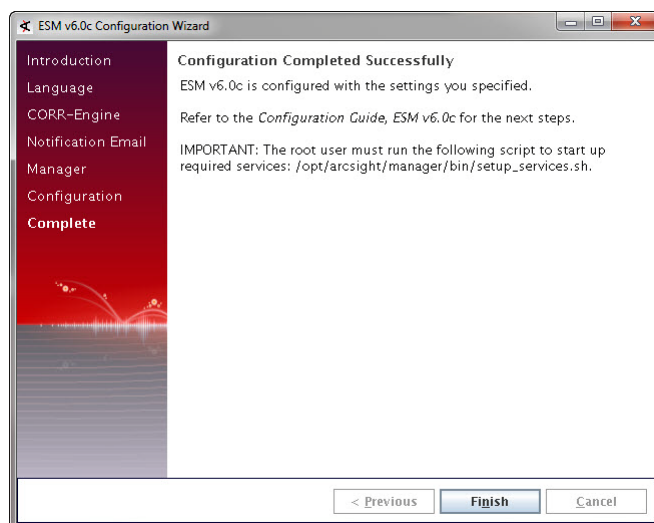 ESM v6.0c Configuration Wizard
Introduction
Language
CORR-Engine
Notification Email
Manager
Configuration
Complete
Configuration Completed Successfully
ESM v6.0c is configured with the settings you specified.
Refer to the Configuration Guide, ESM v6.0c for the next steps.
IMPORTANT: The root user must run the following script to start up
required services: /opt/arcsight/manager/bin/setup_services.sh.
< Previous
Finish
Cancel